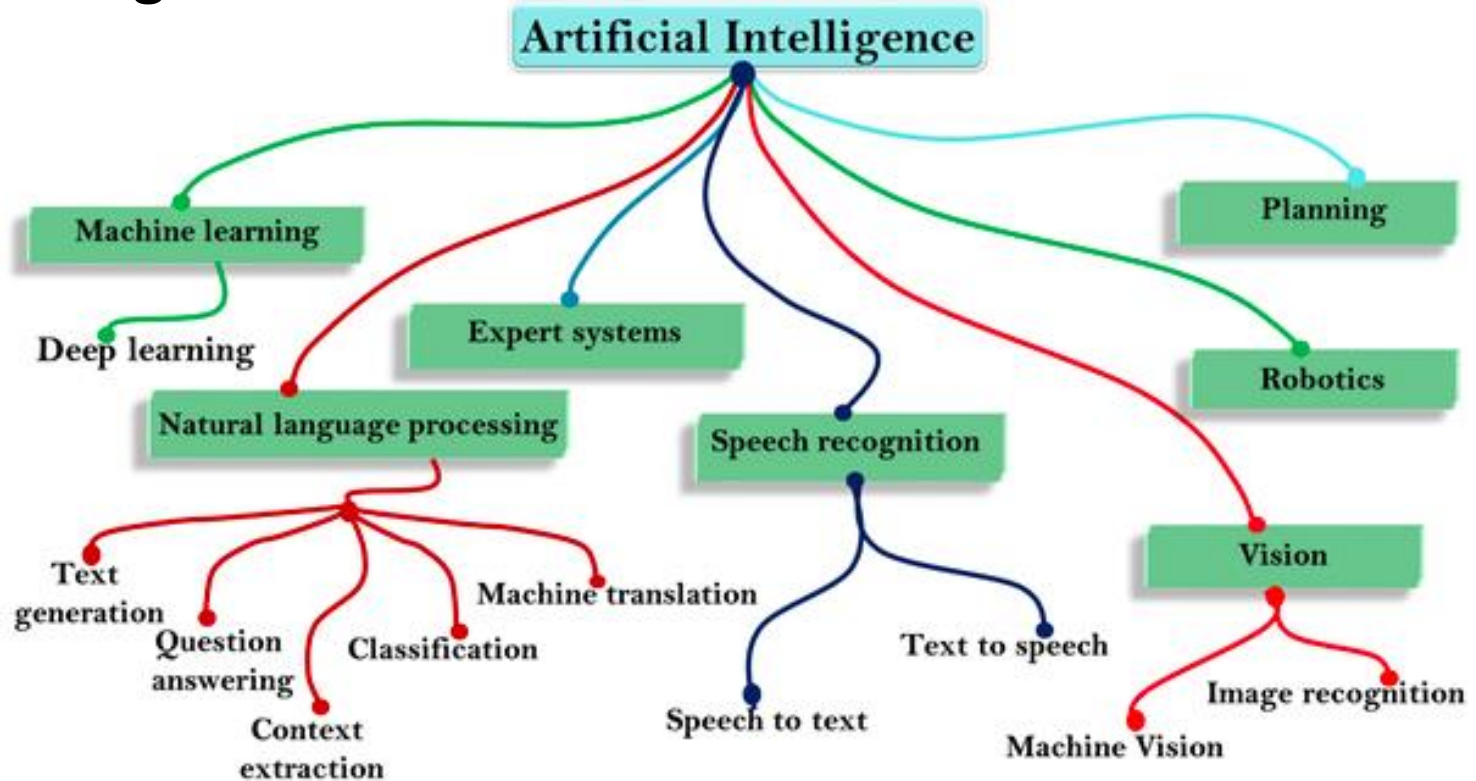 Artificial Intelligence
Machine learning
Planning
Deep learning
Expert systems
Robotics
Natural language processing
Speech recognition
Text
generation
Question
answering
Context
extraction
Classification
Machine translation
Speech to text
Text to speech
Vision
Machine Vision
Image recognition